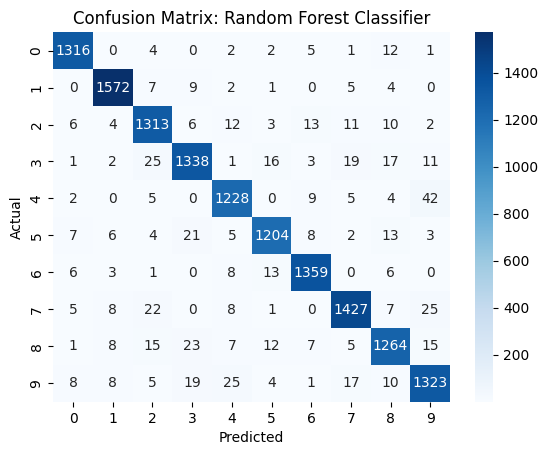 Confusion Matrix: Random Forest Classifier
0 1316 0 4 0 2 2 5 1 12 1
1 0 1572 7 9 2 1 0 5 4 0
2 6 4 1313 6 12 3 13 11 10 2
3 1 2 25 1338 1 16 3 19 17 11
4 2 0 5 0 1228 0 9 5 4 42
5 7 6 4 21 5 1204 8 2 13 3
6 6 3 1 0 8 13 1359 0 6 0
7 5 8 22 0 8 1 0 1427 7 25
8 1 8 15 23 7 12 7 5 1264 15
9 8 8 5 19 25 4 1 17 10 1323
0 1 2 3 4 5 6 7 8 9
Predicted
Actual
1400
1200
1000
800
600
400
200